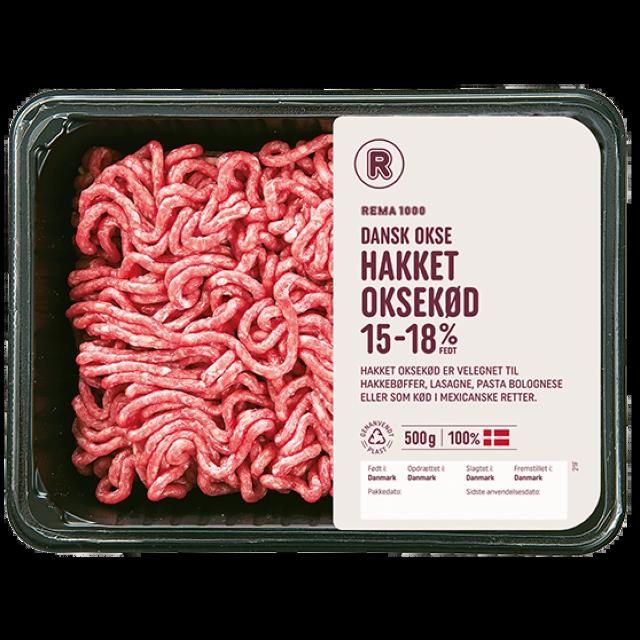 R
REMA 1000
DANSK OKSE
HAKKET
OKSEKØD
15-18%
FEDT
HAKKET OKSEKØD ER VELEGNET TIL
HAKKEBØFFER, LASAGNE, PASTA BOLOGNESE
ELLER SOM KØD I MEXICANSKE RETTER.
GENANVENDT PLAST
500g | 100%
Født i: Opdrættet i: Slagtet i: Fremstillet i:
Danmark Danmark Danmark Danmark
Pakkedato: Sidste anvendelsesdato: